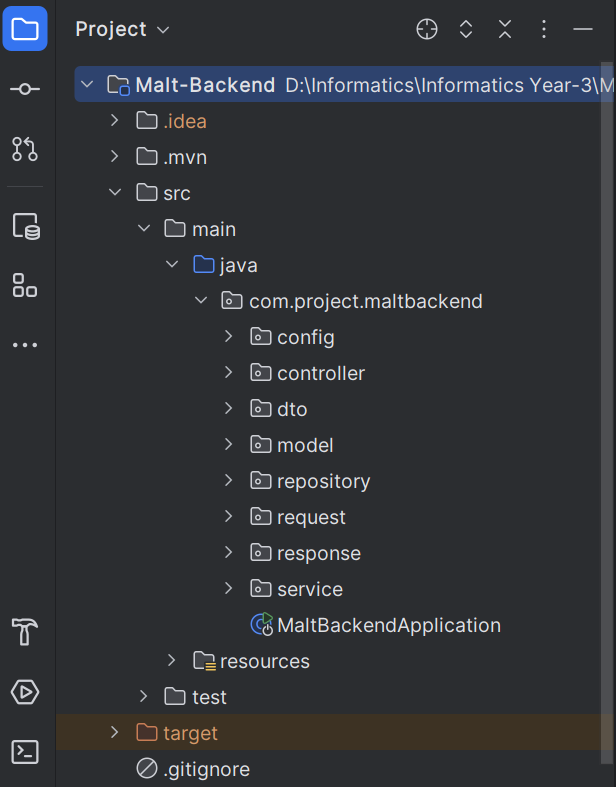 Project
Malt-Backend D:\Informatics\Informatics Year-3\M
.idea
.mvn
src
main
java
com.project.maltbackend
config
controller
dto
model
repository
request
response
service
MaltBackendApplication
resources
test
target
.gitignore